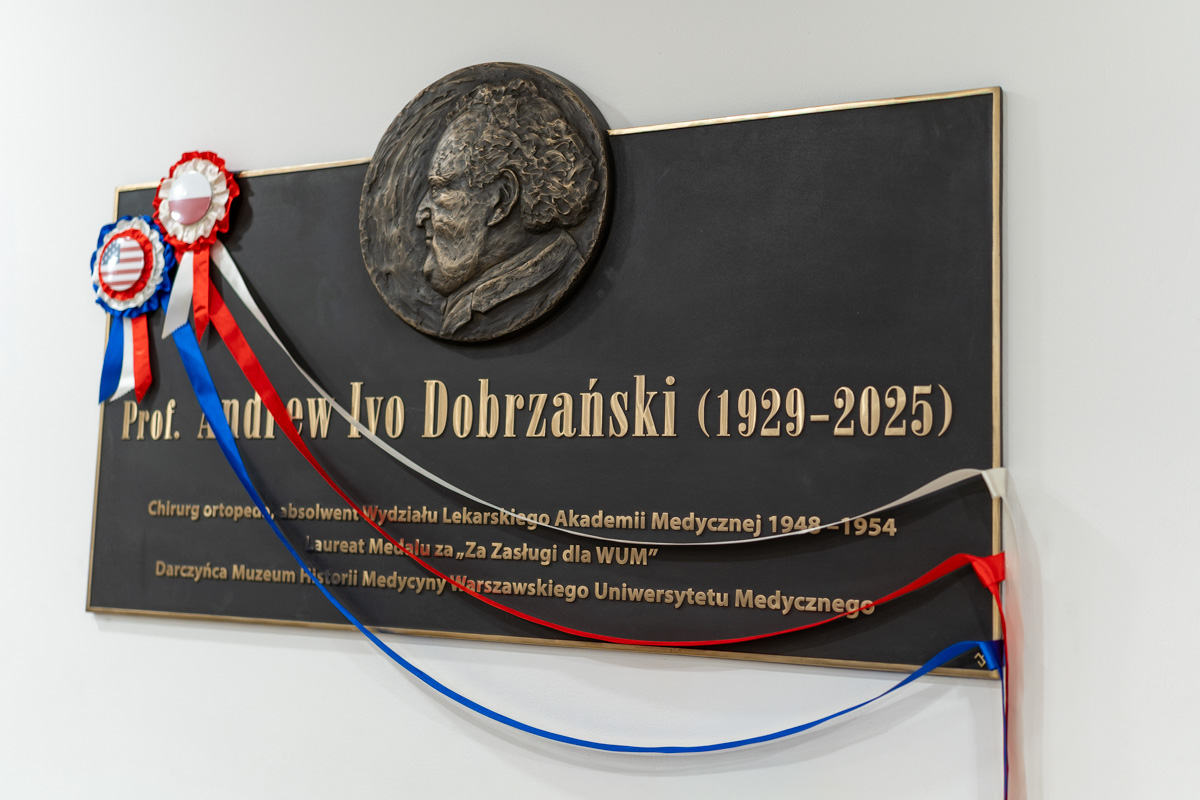 Prof. Andrew Ivo Dobrzański (1929–2025)
Chirurg ortopeda, absolwent Wydziału Lekarskiego Akademii Medycznej 1948–1954
Laureat Medalu za „Za Zasługi dla WUM”
Darczyńca Muzeum Historii Medycyny Warszawskiego Uniwersytetu Medycznego